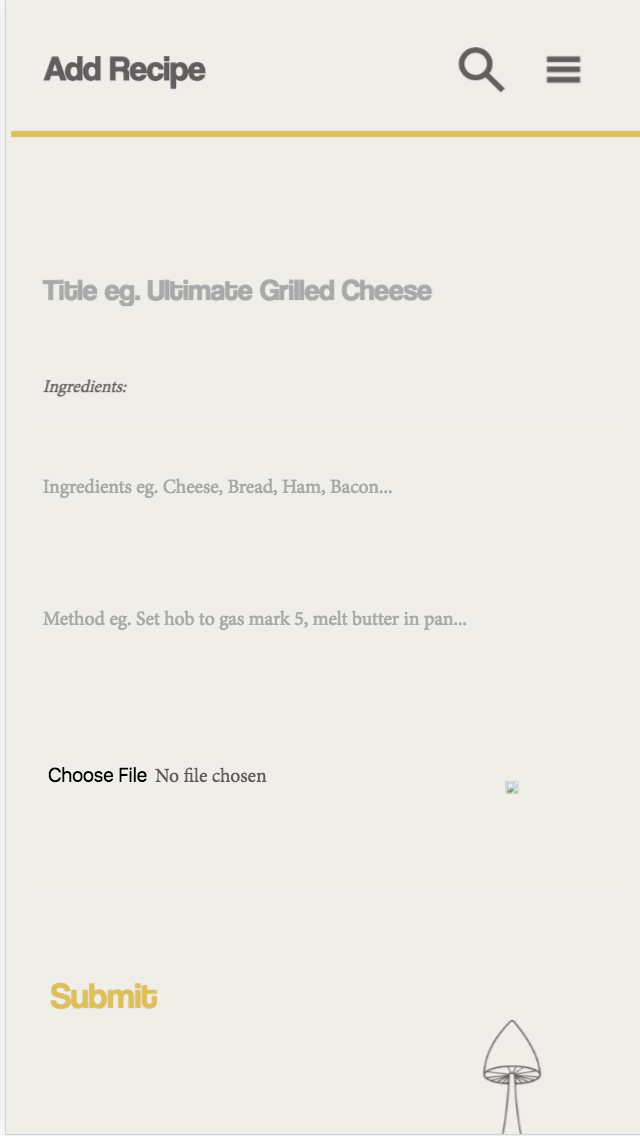 Add Recipe
Title eg. Ultimate Grilled Cheese
Ingredients:
Ingredients eg. Cheese, Bread, Ham, Bacon...
Method eg. Set hob to gas mark 5, melt butter in pan...
Choose File No file chosen
Submit